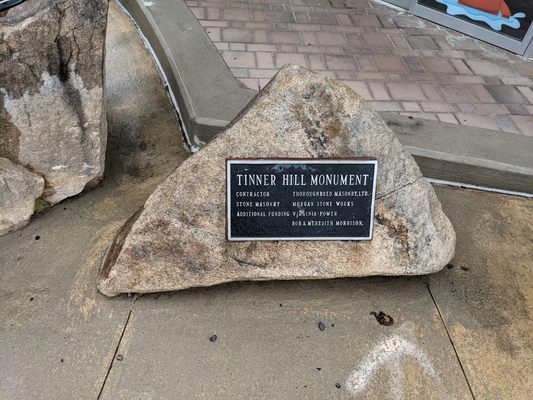 TINNER HILL MONUMENT
CONTRACTOR THOROUGHBRED MASONRY, LTD.
STONE MASONRY MORGAN STONE WORKS
ADDITIONAL FUNDING VIRGINIA POWER
BOB & MEREDITH MORRISON